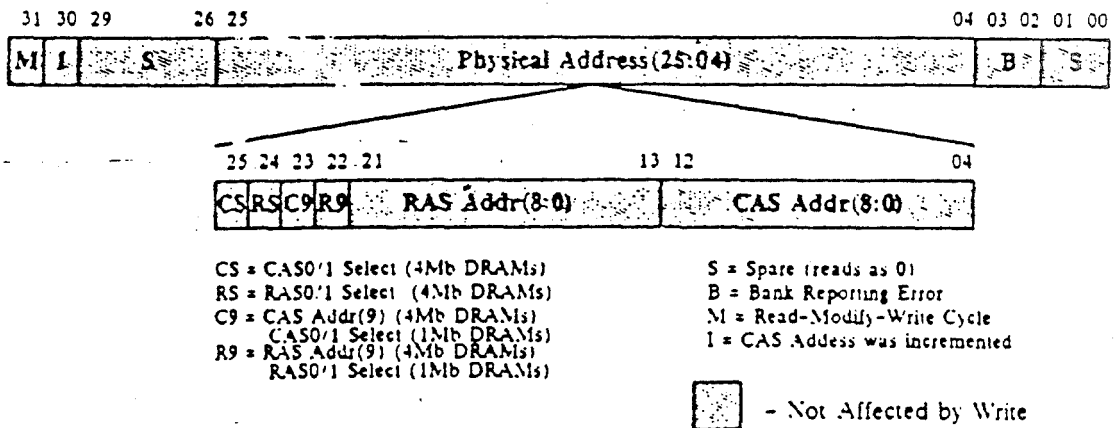 31 30 29 26 25 04 03 02 01 00
M I S Physical Address(25:04) B S
25 24 23 22 21 13 12 04
CS RS C9 R9 RAS Addr(8:0) CAS Addr(8:0)
CS = CAS0/1 Select (4Mb DRAMs)
RS = RAS0/1 Select (4Mb DRAMs)
C9 = CAS Addr(9) (4Mb DRAMs)
CAS0/1 Select (1Mb DRAMs)
R9 = RAS Addr(9) (4Mb DRAMs)
RAS0/1 Select (1Mb DRAMs)
S = Spare (reads as 0)
B = Bank Reporting Error
M = Read-Modify-Write Cycle
I = CAS Addess was incremented
- Not Affected by Write